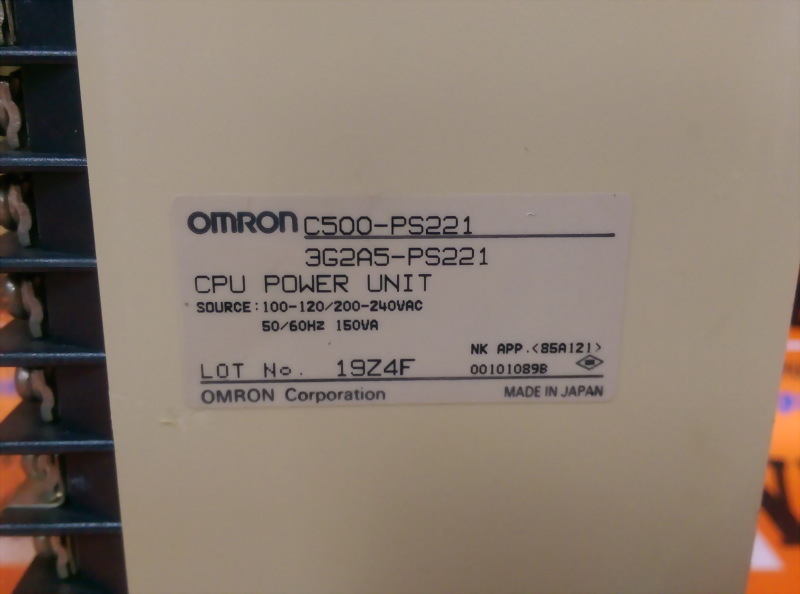 OMRON C500-PS221
3G2A5-PS221
CPU POWER UNIT
SOURCE:100-120/200-240VAC
50/60Hz 150VA
NK APP.<85A121>
LOT No. 19Z4F 00101089B
OMRON Corporation MADE IN JAPAN